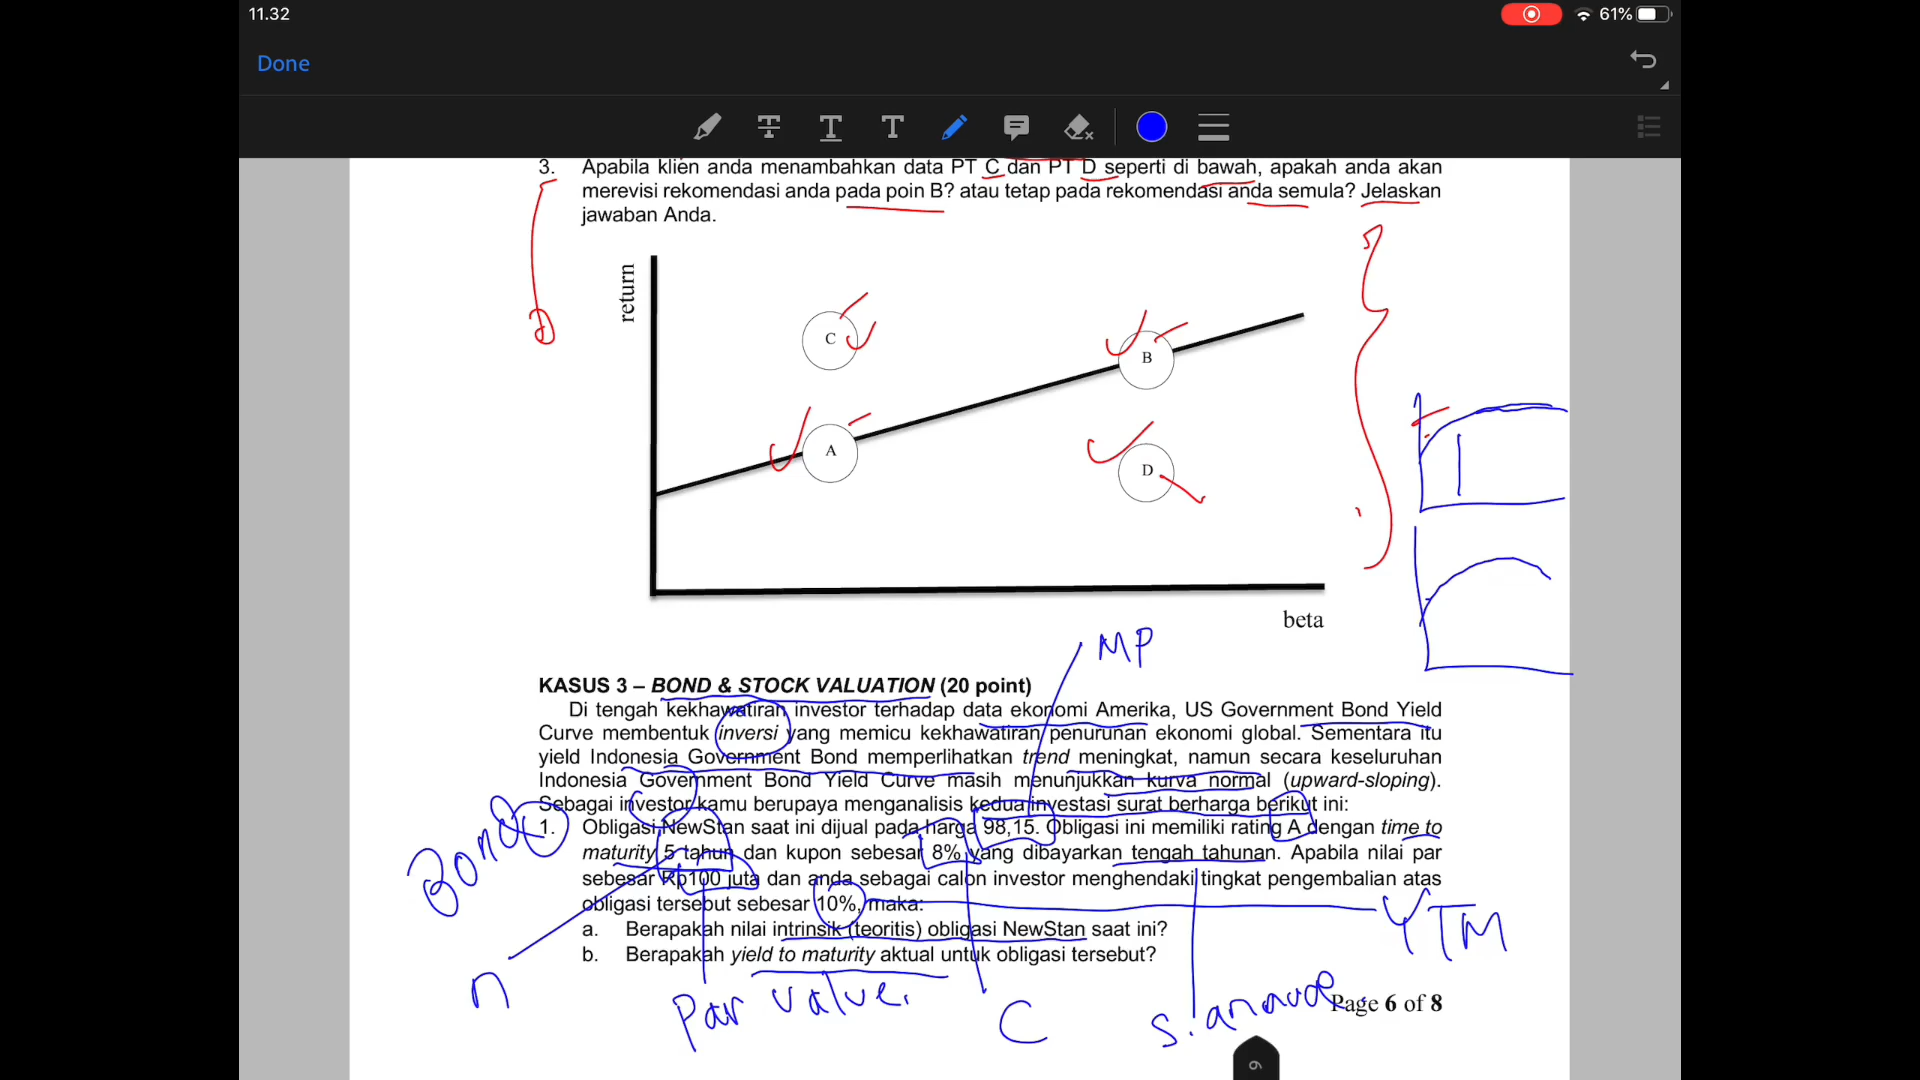 11.32
61%
Done
3. Apabila klien anda menambahkan data PT C dan PT D seperti di bawah, apakah anda akan
merevisi rekomendasi anda pada poin B? atau tetap pada rekomendasi anda semula? Jelaskan
jawaban Anda.
return
C
B
A
D
beta
MP
KASUS 3 – BOND & STOCK VALUATION (20 point)
Di tengah kekhawatiran investor terhadap data ekonomi Amerika, US Government Bond Yield
Curve membentuk inversi yang memicu kekhawatiran penurunan ekonomi global. Sementara itu
yield Indonesia Government Bond memperlihatkan trend meningkat, namun secara keseluruhan
Indonesia Government Bond Yield Curve masih menunjukkan kurva normal (upward-sloping).
Sebagai investor kamu berupaya menganalisis kedua investasi surat berharga berikut ini:
1. Obligasi NewStan saat ini dijual pada harga 98,15. Obligasi ini memiliki rating A dengan time to
maturity 5 tahun dan kupon sebesar 8% yang dibayarkan tengah tahunan. Apabila nilai par
sebesar Rp100 juta dan anda sebagai calon investor menghendaki tingkat pengembalian atas
obligasi tersebut sebesar 10%, maka:
a. Berapakah nilai intrinsik (teoritis) obligasi NewStan saat ini?
b. Berapakah yield to maturity aktual untuk obligasi tersebut?
Bond
YTM
n
Par value.
C
Page 6 of 8
6